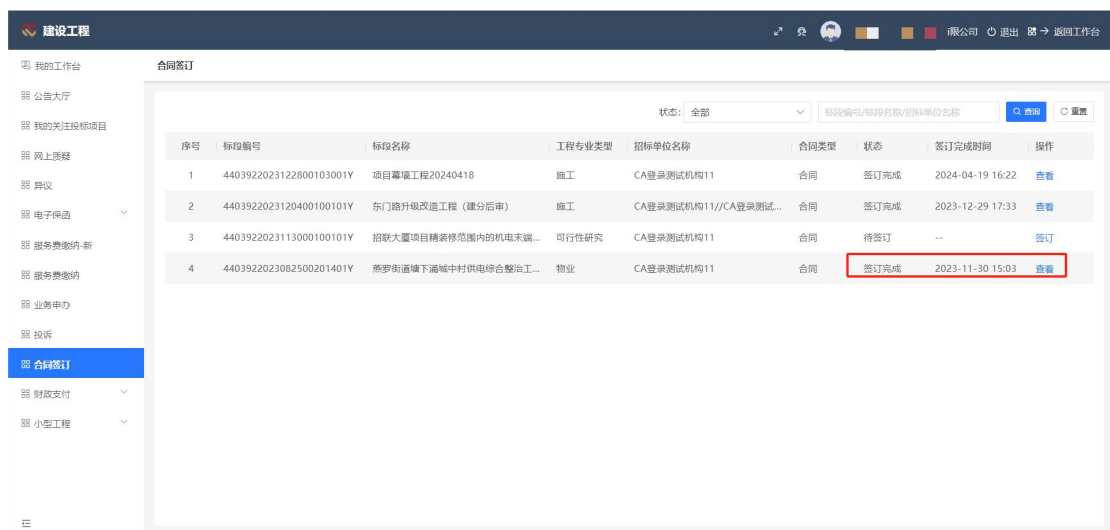 建设工程
限公司 退出 返回工作台
我的工作台
公告大厅
我的关注投标项目
网上质疑
异议
电子保函
服务费缴纳-新
服务费缴纳
业务申办
投诉
合同签订
财政支付
小型工程
合同签订
状态: 全部 标段编号/标段名称/招标单位名称 查询 重置
序号 标段编号 标段名称 工程专业类型 招标单位名称 合同类型 状态 签订完成时间 操作
1 4403922023122800103001Y 项目幕墙工程20240418 施工 CA登录测试机构11 合同 签订完成 2024-04-19 16:22 查看
2 4403922023120400100101Y 东门路升级改造工程（建分后审） 施工 CA登录测试机构11//CA登录测试... 合同 签订完成 2023-12-29 17:33 查看
3 4403922023113000100101Y 招联大厦项目精装修范围内的机电末端... 可行性研究 CA登录测试机构11 合同 待签订 -- 签订
4 4403922023082500201401Y 燕罗街道塘下涌城中村供电综合整治工... 物业 CA登录测试机构11 合同 签订完成 2023-11-30 15:03 查看